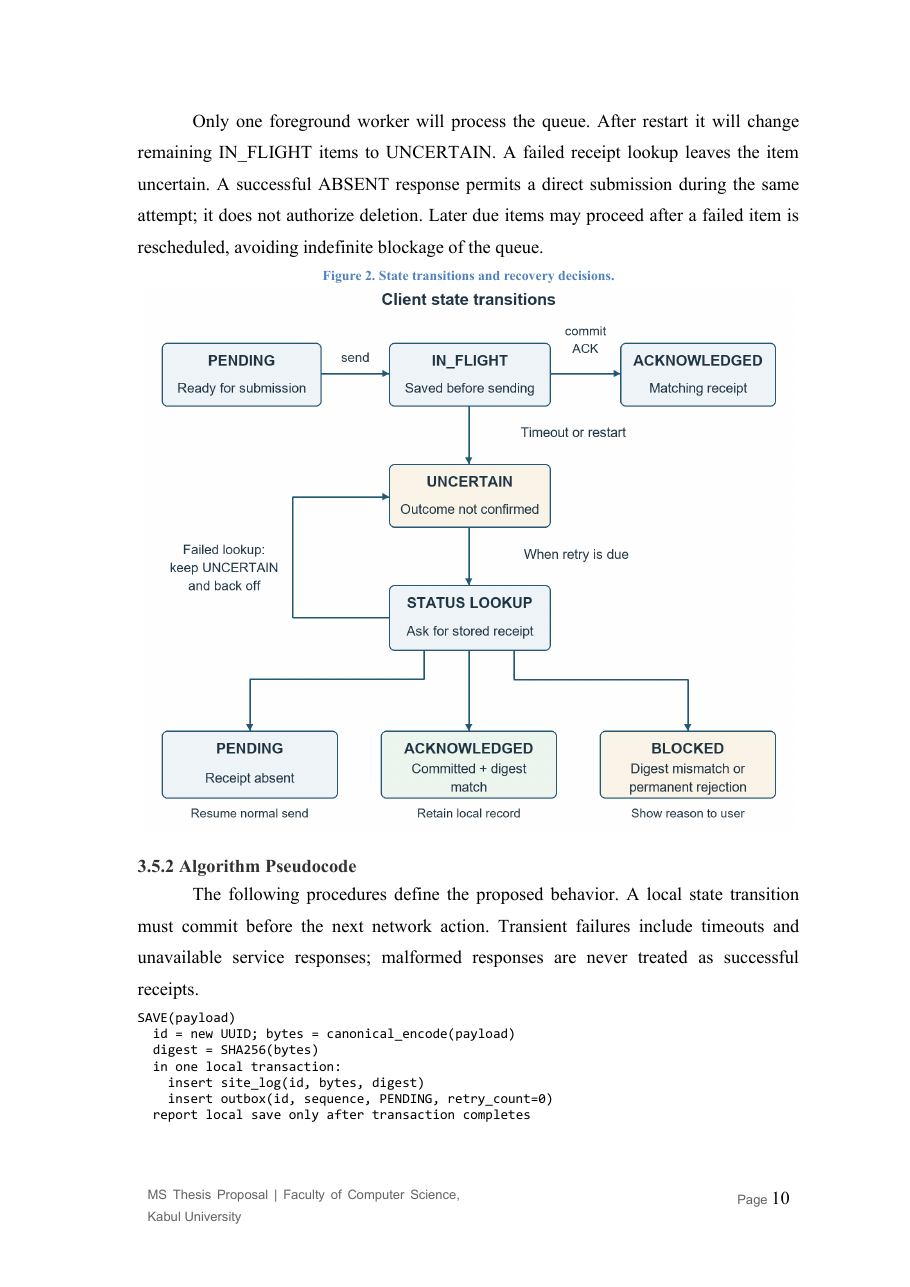 Only one foreground worker will process the queue. After restart it will change
remaining IN_FLIGHT items to UNCERTAIN. A failed receipt lookup leaves the item
uncertain. A successful ABSENT response permits a direct submission during the same
attempt; it does not authorize deletion. Later due items may proceed after a failed item is
rescheduled, avoiding indefinite blockage of the queue.
Figure 2. State transitions and recovery decisions.
Client state transitions
PENDING
Ready for submission
send
IN_FLIGHT
Saved before sending
commit
ACK
ACKNOWLEDGED
Matching receipt
Timeout or restart
UNCERTAIN
Outcome not confirmed
Failed lookup:
keep UNCERTAIN
and back off
When retry is due
STATUS LOOKUP
Ask for stored receipt
PENDING
Receipt absent
Resume normal send
ACKNOWLEDGED
Committed + digest
match
Retain local record
BLOCKED
Digest mismatch or
permanent rejection
Show reason to user
3.5.2 Algorithm Pseudocode
The following procedures define the proposed behavior. A local state transition
must commit before the next network action. Transient failures include timeouts and
unavailable service responses; malformed responses are never treated as successful
receipts.
SAVE(payload)
  id = new UUID; bytes = canonical_encode(payload)
  digest = SHA256(bytes)
  in one local transaction:
    insert site_log(id, bytes, digest)
    insert outbox(id, sequence, PENDING, retry_count=0)
  report local save only after transaction completes
MS Thesis Proposal | Faculty of Computer Science,
Kabul University
Page 10